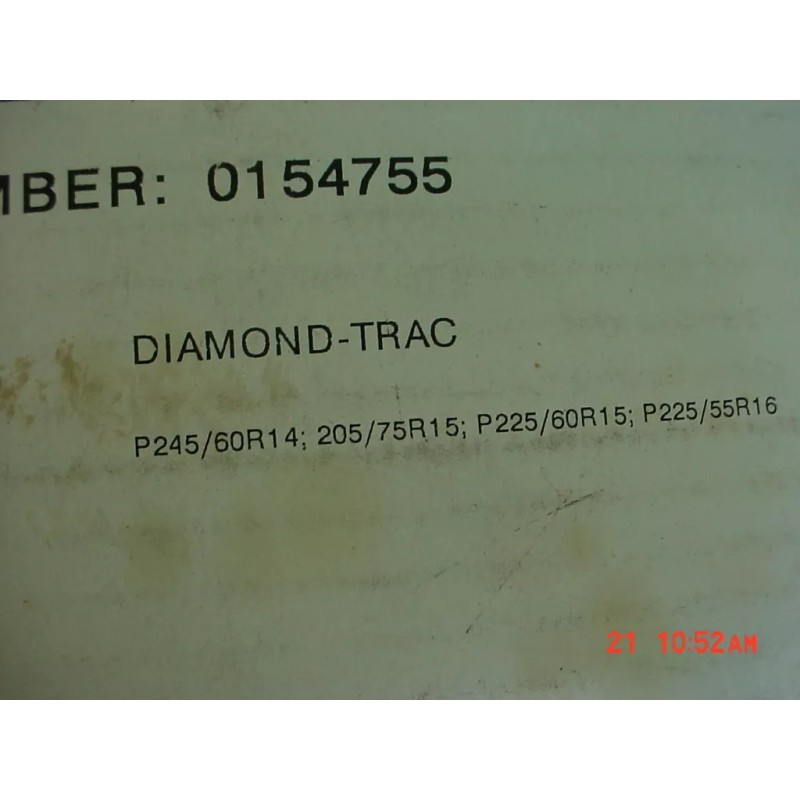 MBER: 0154755
DIAMOND-TRAC
P245/60R14; 205/75R15; P225/60R15; P225/55R16
21 10:52AM